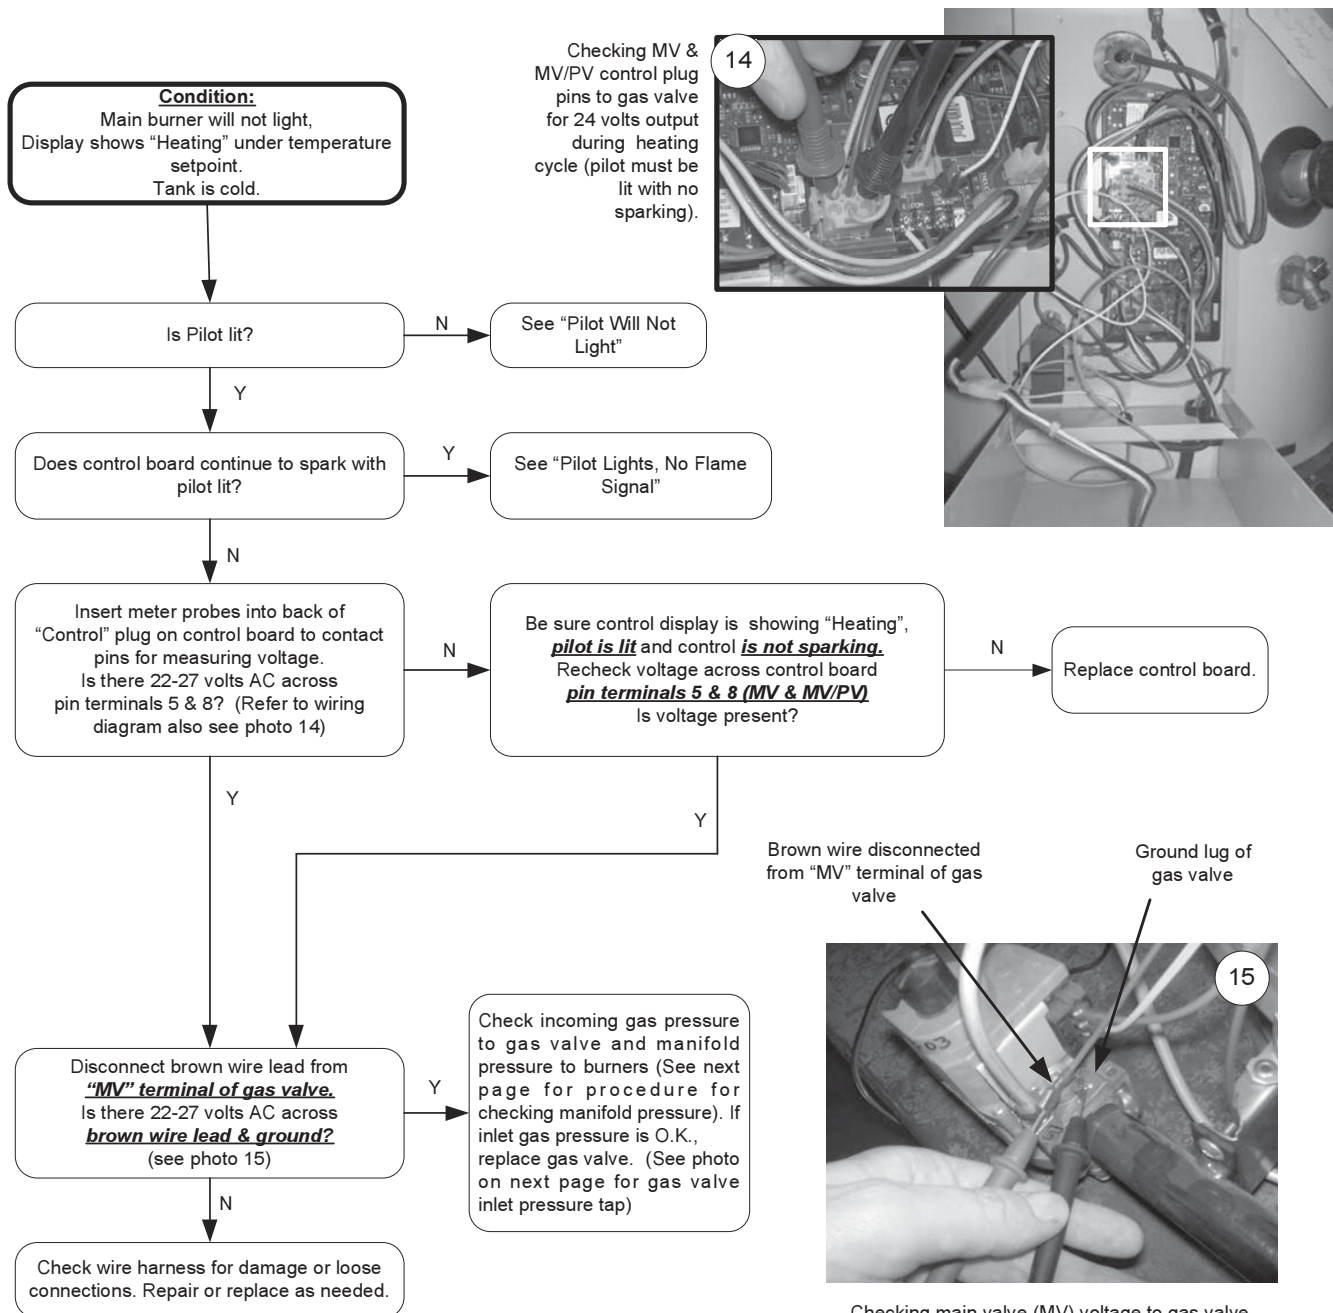 Condition:
Main burner will not light,
Display shows “Heating” under temperature
setpoint.
Tank is cold.
Checking MV &
MV/PV control plug
pins to gas valve
for 24 volts output
during heating
cycle (pilot must be
lit with no
sparking).
14
Is Pilot lit?
N
See “Pilot Will Not
Light”
Y
Does control board continue to spark with
pilot lit?
Y
See “Pilot Lights, No Flame
Signal”
N
Insert meter probes into back of
“Control” plug on control board to contact
pins for measuring voltage.
Is there 22-27 volts AC across
pin terminals 5 & 8? (Refer to wiring
diagram also see photo 14)
N
Be sure control display is showing “Heating”,
pilot is lit and control is not sparking.
Recheck voltage across control board
pin terminals 5 & 8 (MV & MV/PV)
Is voltage present?
N
Replace control board.
Y
Y
Brown wire disconnected
from “MV” terminal of gas
valve
Ground lug of
gas valve
15
Disconnect brown wire lead from
“MV” terminal of gas valve.
Is there 22-27 volts AC across
brown wire lead & ground?
(see photo 15)
Y
Check incoming gas pressure
to gas valve and manifold
pressure to burners (See next
page for procedure for
checking manifold pressure). If
inlet gas pressure is O.K.,
replace gas valve. (See photo
on next page for gas valve
inlet pressure tap)
N
Check wire harness for damage or loose
connections. Repair or replace as needed.
Checking main valve (MV) voltage to gas valve